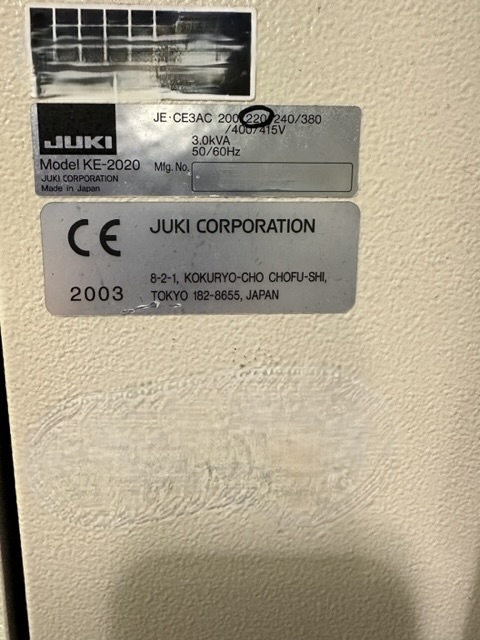 JE·CE3AC 200/220/240/380
/400/415V
3.0kVA
50/60Hz
JUKI
Model KE-2020 Mfg. No.
JUKI CORPORATION
Made in Japan
CE JUKI CORPORATION
8-2-1, KOKURYO-CHO CHOFU-SHI,
2003 TOKYO 182-8655, JAPAN